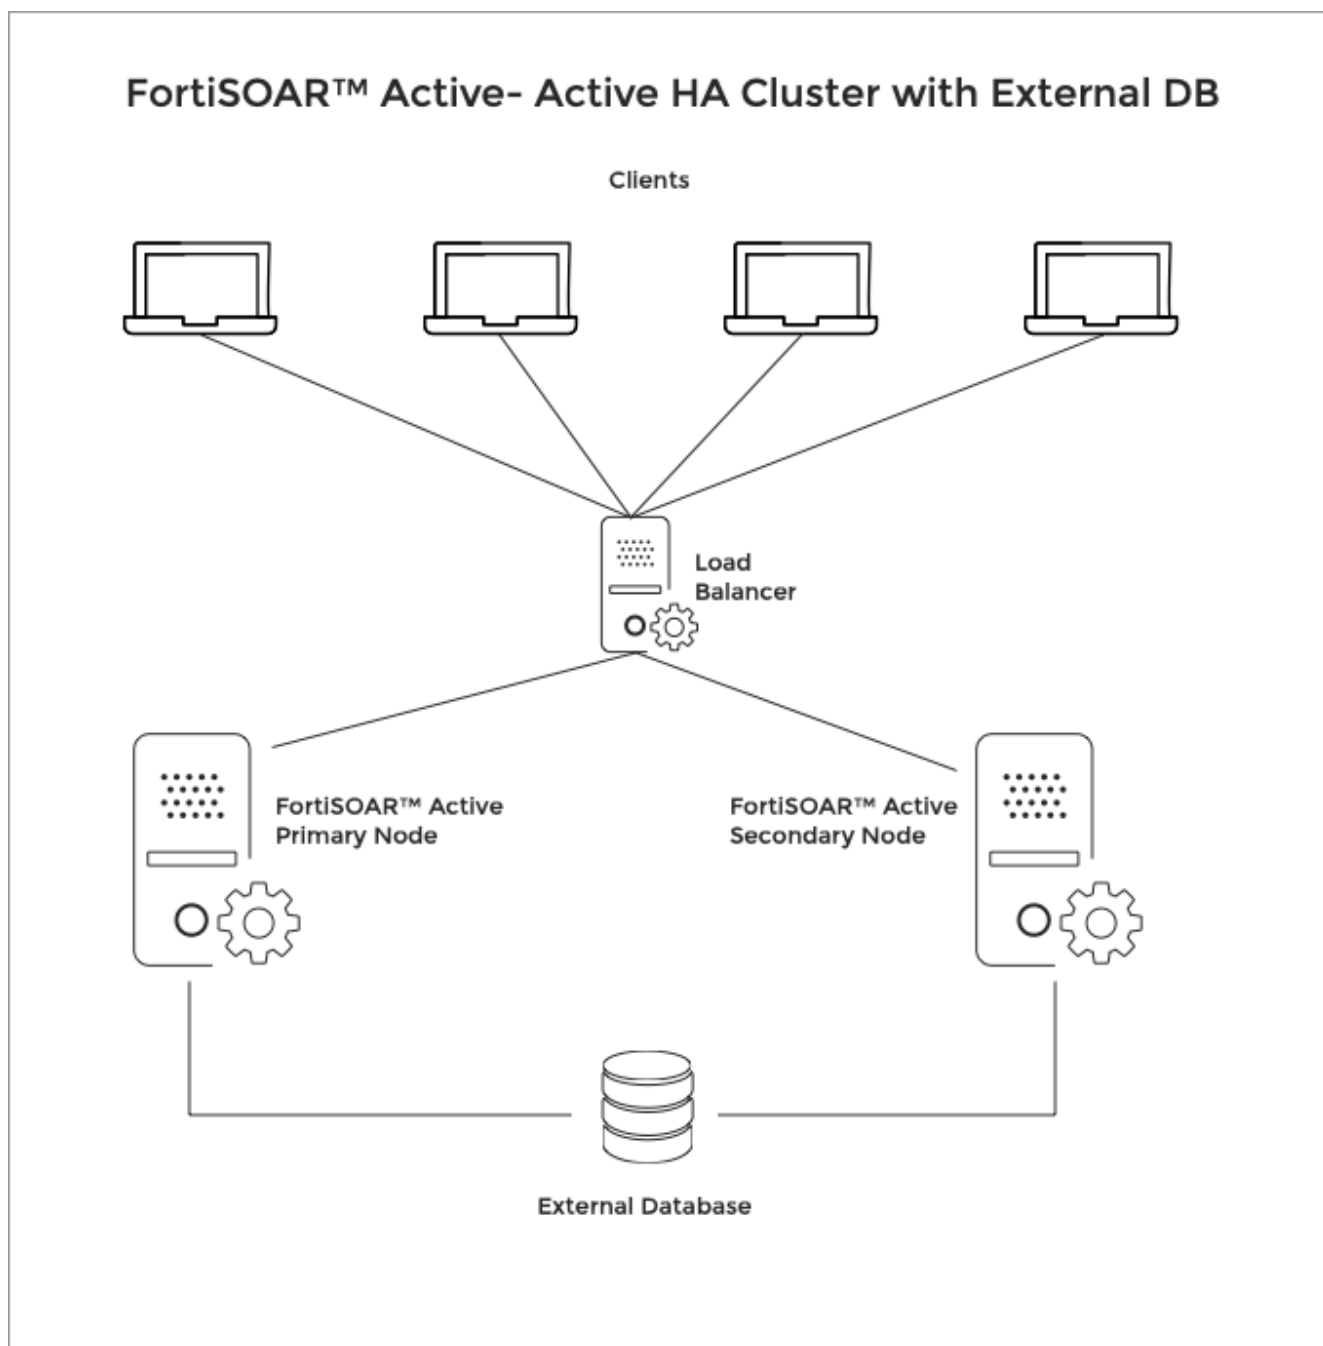 FortiSOAR™ Active- Active HA Cluster with External DB
Clients
Load
Balancer
FortiSOAR™ Active
Primary Node
FortiSOAR™ Active
Secondary Node
External Database